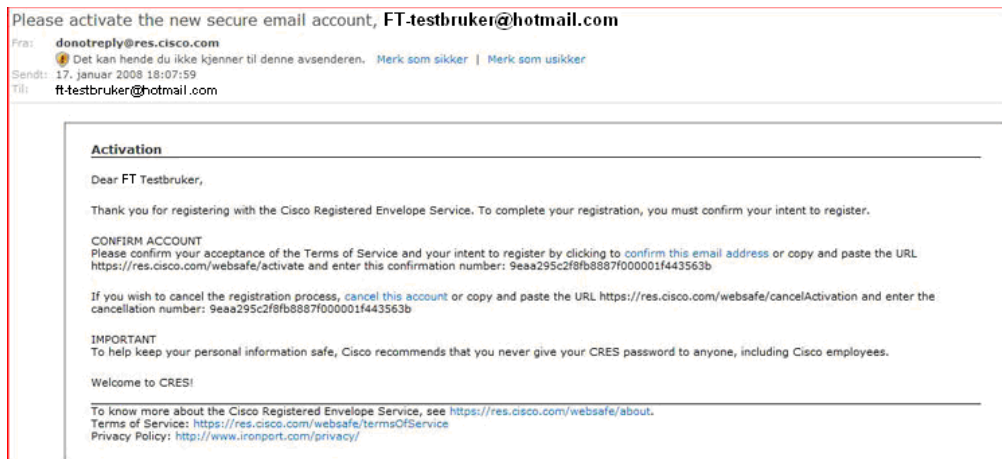 Please activate the new secure email account, FT-testbruker@hotmail.com
Fra: donotreply@res.cisco.com
Det kan hende du ikke kjenner til denne avsenderen. Merk som sikker | Merk som usikker
Sendt: 17. januar 2008 18:07:59
Til: ft-testbruker@hotmail.com
Activation
Dear FT Testbruker,
Thank you for registering with the Cisco Registered Envelope Service. To complete your registration, you must confirm your intent to register.
CONFIRM ACCOUNT
Please confirm your acceptance of the Terms of Service and your intent to register by clicking to confirm this email address or copy and paste the URL
https://res.cisco.com/websafe/activate and enter this confirmation number: 9eaa295c2f8fb8887f000001f443563b
If you wish to cancel the registration process, cancel this account or copy and paste the URL https://res.cisco.com/websafe/cancelActivation and enter the
cancellation number: 9eaa295c2f8fb8887f000001f443563b
IMPORTANT
To help keep your personal information safe, Cisco recommends that you never give your CRES password to anyone, including Cisco employees.
Welcome to CRES!
To know more about the Cisco Registered Envelope Service, see https://res.cisco.com/websafe/about.
Terms of Service: https://res.cisco.com/websafe/termsOfService
Privacy Policy: http://www.ironport.com/privacy/